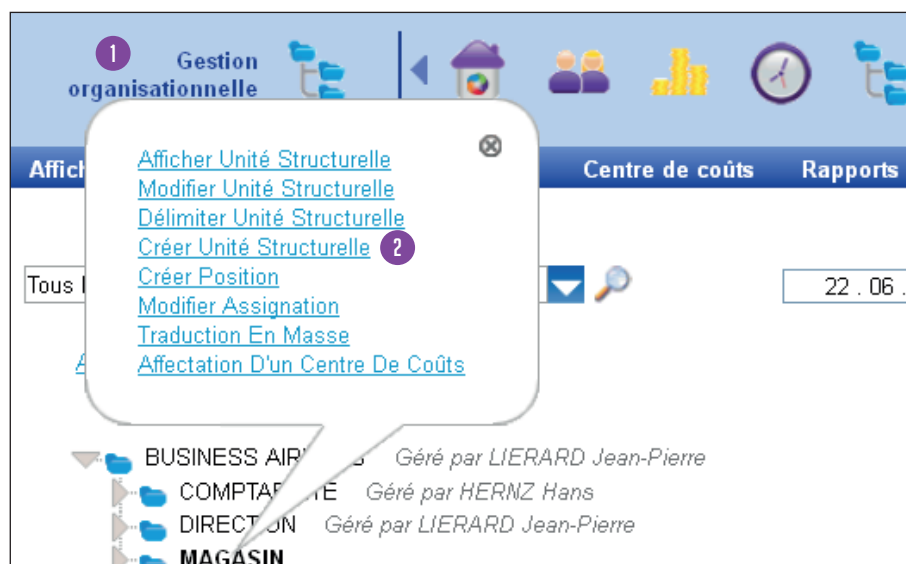 1 Gestion
organisationnelle
Centre de coûts Rapports
Afficher Unité Structurelle
Modifier Unité Structurelle
Délimiter Unité Structurelle
Créer Unité Structurelle 2
Créer Position
Modifier Assignation
Traduction En Masse
Affectation D'un Centre De Coûts
Tous
22 . 06 .
BUSINESS Géré par LIERARD Jean-Pierre
Géré par HERNZ Hans
DIRECTION Géré par LIERARD Jean-Pierre
MAGASIN